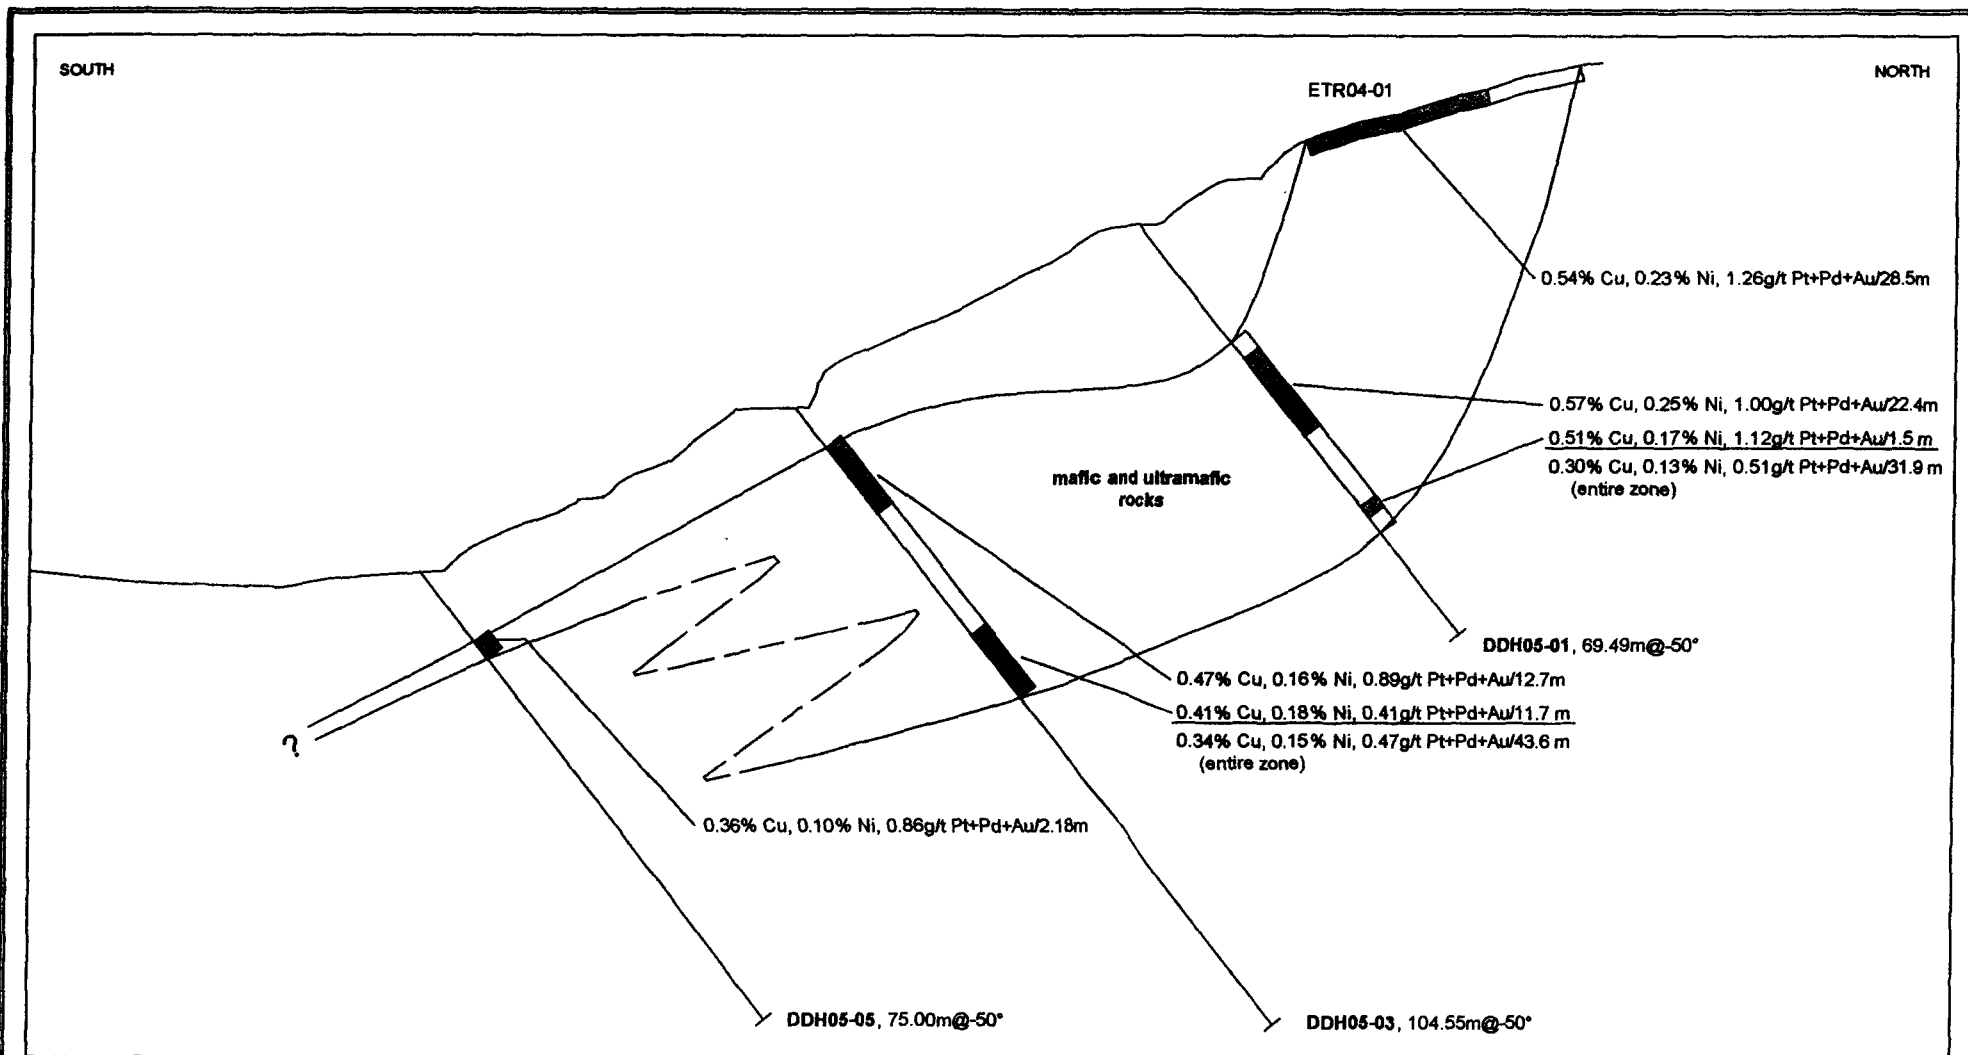 SOUTH
NORTH
ETR04-01
0.54% Cu, 0.23% Ni, 1.26g/t Pt+Pd+Au/28.5m
0.57% Cu, 0.25% Ni, 1.00g/t Pt+Pd+Au/22.4m
0.51% Cu, 0.17% Ni, 1.12g/t Pt+Pd+Au/1.5 m
0.30% Cu, 0.13% Ni, 0.51g/t Pt+Pd+Au/31.9 m
(entire zone)
mafic and ultramafic
rocks
DDH05-01, 69.49m@-50°
0.47% Cu, 0.16% Ni, 0.89g/t Pt+Pd+Au/12.7m
0.41% Cu, 0.18% Ni, 0.41g/t Pt+Pd+Au/11.7 m
0.34% Cu, 0.15% Ni, 0.47g/t Pt+Pd+Au/43.6 m
(entire zone)
?
0.36% Cu, 0.10% Ni, 0.86g/t Pt+Pd+Au/2.18m
DDH05-05, 75.00m@-50°
DDH05-03, 104.55m@-50°